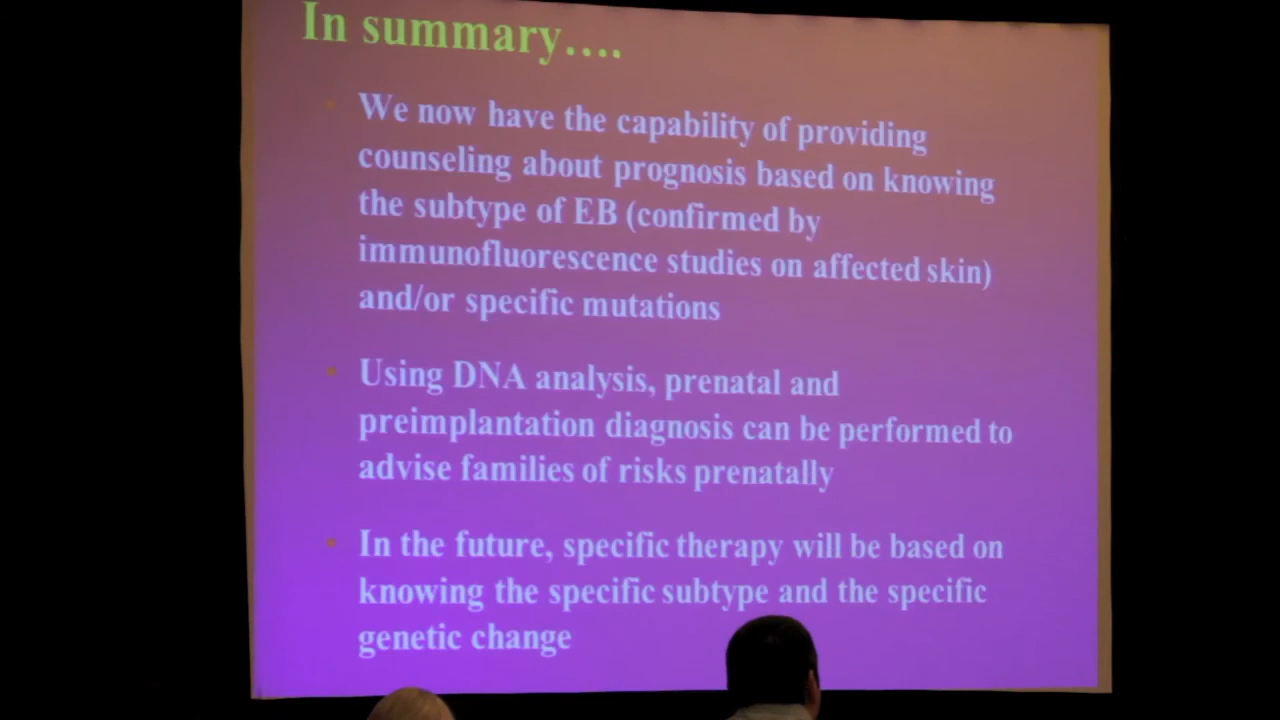 In summary….
• We now have the capability of providing
counseling about prognosis based on knowing
the subtype of EB (confirmed by
immunofluorescence studies on affected skin)
and/or specific mutations
• Using DNA analysis, prenatal and
preimplantation diagnosis can be performed to
advise families of risks prenatally
• In the future, specific therapy will be based on
knowing the specific subtype and the specific
genetic change